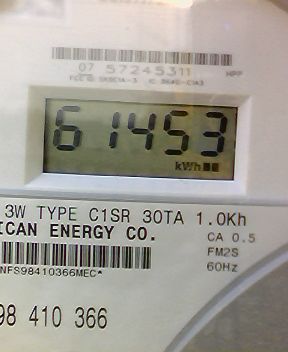 07 57245311 HPP
61453
kWh
3W TYPE C1SR 30TA 1.0Kh
ICAN ENERGY CO.
CA 0.5
FM2S
60Hz
NFS98410366MEC*
98 410 366